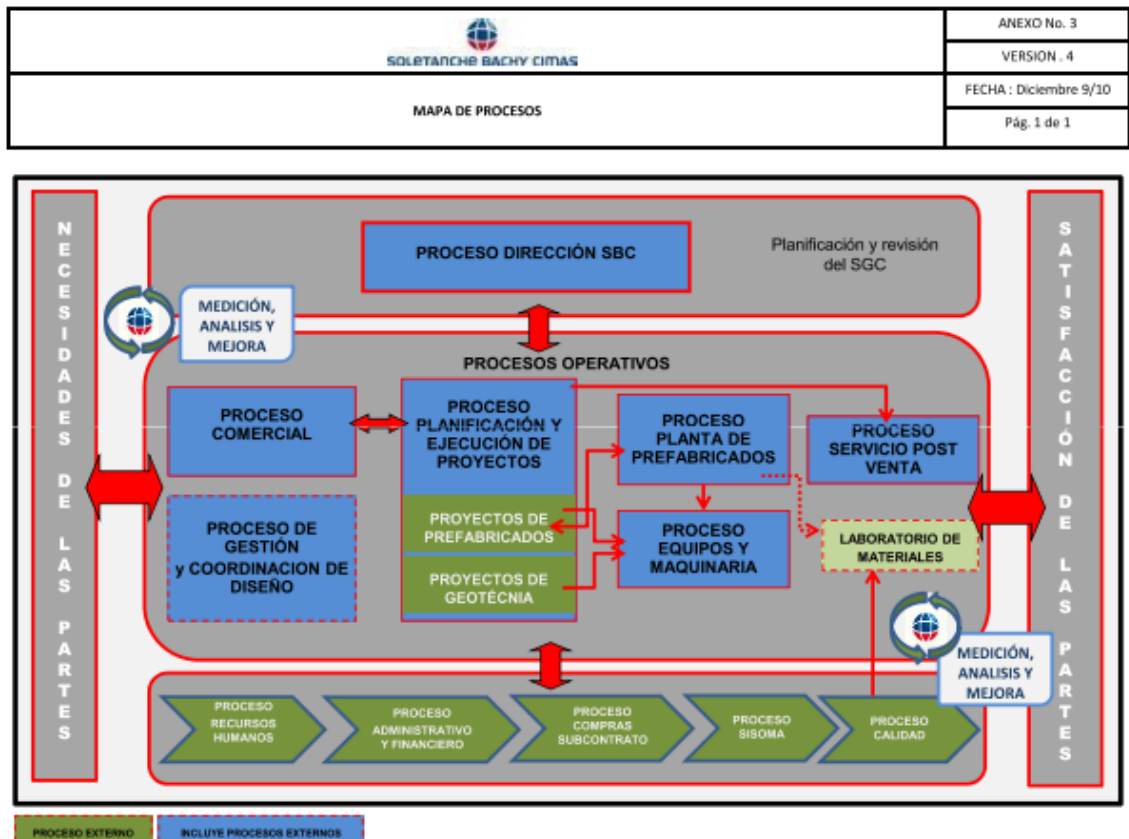 SOLETANCHE BACHY CIMAS
MAPA DE PROCESOS
ANEXO No. 3
VERSION . 4
FECHA : Diciembre 9/10
Pág. 1 de 1
NECESIDADES DE LAS PARTES
PROCESO DIRECCIÓN SBC
Planificación y revisión
del SGC
MEDICIÓN,
ANALISIS Y
MEJORA
PROCESOS OPERATIVOS
PROCESO
COMERCIAL
PROCESO
PLANIFICACIÓN Y
EJECUCIÓN DE
PROYECTOS
PROCESO
PLANTA DE
PREFABRICADOS
PROCESO
SERVICIO POST
VENTA
PROCESO DE
GESTIÓN
y COORDINACION DE
DISEÑO
PROYECTOS DE
PREFABRICADOS
PROYECTOS DE
GEOTÉCNIA
PROCESO
EQUIPOS Y
MAQUINARIA
LABORATORIO DE
MATERIALES
MEDICIÓN,
ANALISIS Y
MEJORA
PROCESO
RECURSOS
HUMANOS
PROCESO
ADMINISTRATIVO
Y FINANCIERO
PROCESO
COMPRAS
SUBCONTRATO
PROCESO
SISOMA
PROCESO
CALIDAD
SATISFACCIÓN DE LAS PARTES
PROCESO EXTERNO
INCLUYE PROCESOS EXTERNOS